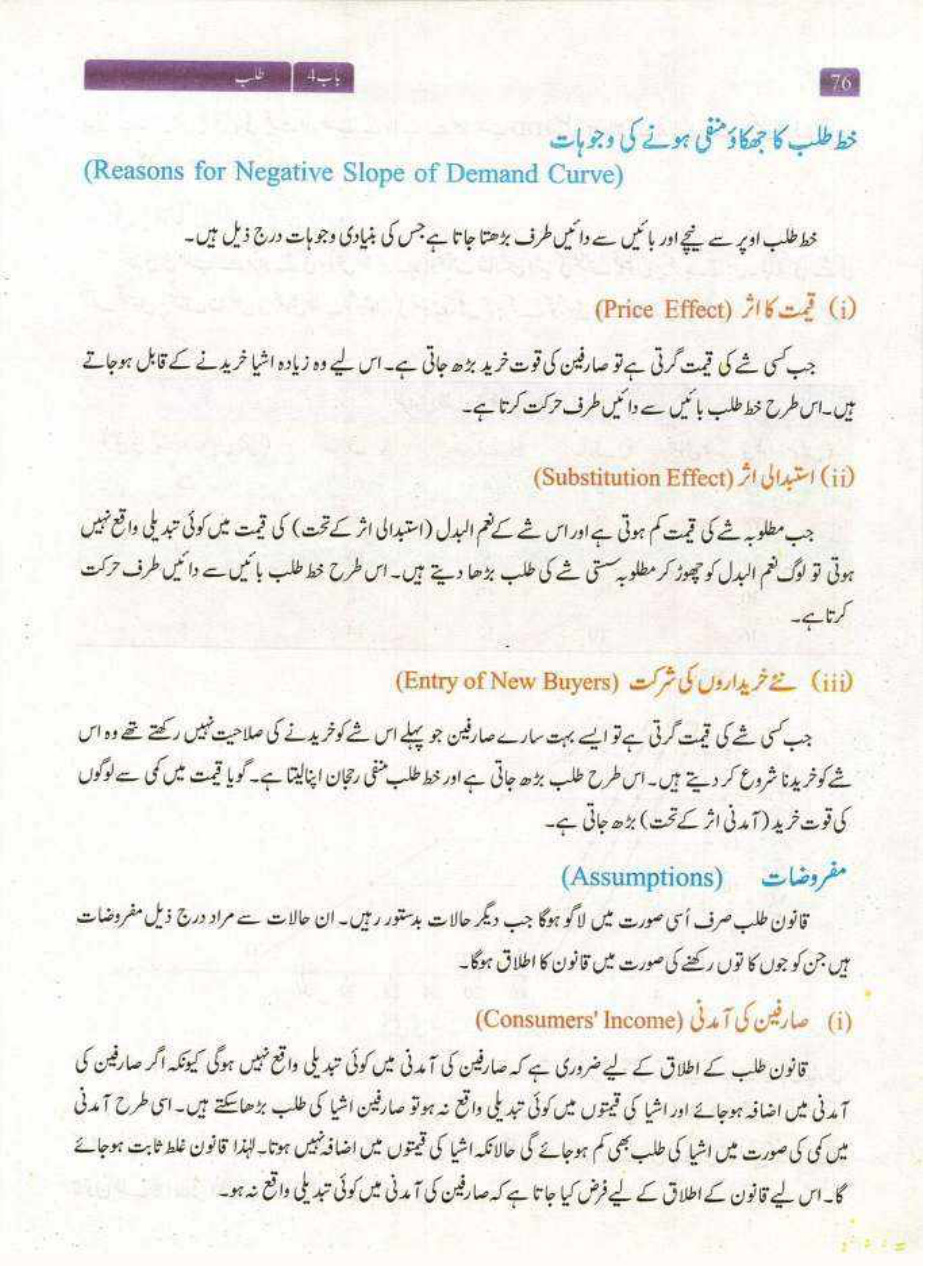 76
باب 4 طلب
خط طلب کا جھکاؤ منفی ہونے کی وجوہات
(Reasons for Negative Slope of Demand Curve)
خط طلب اوپر سے نیچے اور بائیں سے دائیں طرف بڑھتا جاتا ہے جس کی بنیادی وجوہات درج ذیل ہیں۔
(i) قیمت کا اثر (Price Effect)
جب کسی شے کی قیمت گرتی ہے تو صارفین کی قوت خرید بڑھ جاتی ہے۔ اس لیے وہ زیادہ اشیا خریدنے کے قابل ہوجاتے
ہیں۔ اس طرح خط طلب بائیں سے دائیں طرف حرکت کرتا ہے۔
(ii) استبدالی اثر (Substitution Effect)
جب مطلوبہ شے کی قیمت کم ہوتی ہے اور اس شے کے نعم البدل (استبدالی اثر کے تحت) کی قیمت میں کوئی تبدیلی واقع نہیں
ہوتی تو لوگ نعم البدل کو چھوڑ کر مطلوبہ سستی شے کی طلب بڑھا دیتے ہیں۔ اس طرح خط طلب بائیں سے دائیں طرف حرکت
کرتا ہے۔
(iii) نئے خریداروں کی شرکت (Entry of New Buyers)
جب کسی شے کی قیمت گرتی ہے تو ایسے بہت سارے صارفین جو پہلے اس شے کو خریدنے کی صلاحیت نہیں رکھتے تھے وہ اس
شے کو خریدنا شروع کر دیتے ہیں۔ اس طرح طلب بڑھ جاتی ہے اور خط طلب منفی رجحان اپنا لیتا ہے۔ گویا قیمت میں کمی سے لوگوں
کی قوت خرید (آمدنی اثر کے تحت) بڑھ جاتی ہے۔
مفروضات (Assumptions)
قانون طلب صرف اُسی صورت میں لاگو ہوگا جب دیگر حالات بدستور رہیں۔ ان حالات سے مراد درج ذیل مفروضات
ہیں جن کو جوں کا توں رکھنے کی صورت میں قانون کا اطلاق ہوگا۔
(i) صارفین کی آمدنی (Consumers' Income)
قانون طلب کے اطلاق کے لیے ضروری ہے کہ صارفین کی آمدنی میں کوئی تبدیلی واقع نہیں ہوگی کیونکہ اگر صارفین کی
آمدنی میں اضافہ ہوجائے اور اشیا کی قیمتوں میں کوئی تبدیلی واقع نہ ہو تو صارفین اشیا کی طلب بڑھا سکتے ہیں۔ اسی طرح آمدنی
میں کمی کی صورت میں اشیا کی طلب بھی کم ہوجائے گی حالانکہ اشیا کی قیمتوں میں اضافہ نہیں ہوتا۔ لہٰذا قانون غلط ثابت ہوجائے
گا۔ اس لیے قانون کے اطلاق کے لیے فرض کیا جاتا ہے کہ صارفین کی آمدنی میں کوئی تبدیلی واقع نہ ہو۔